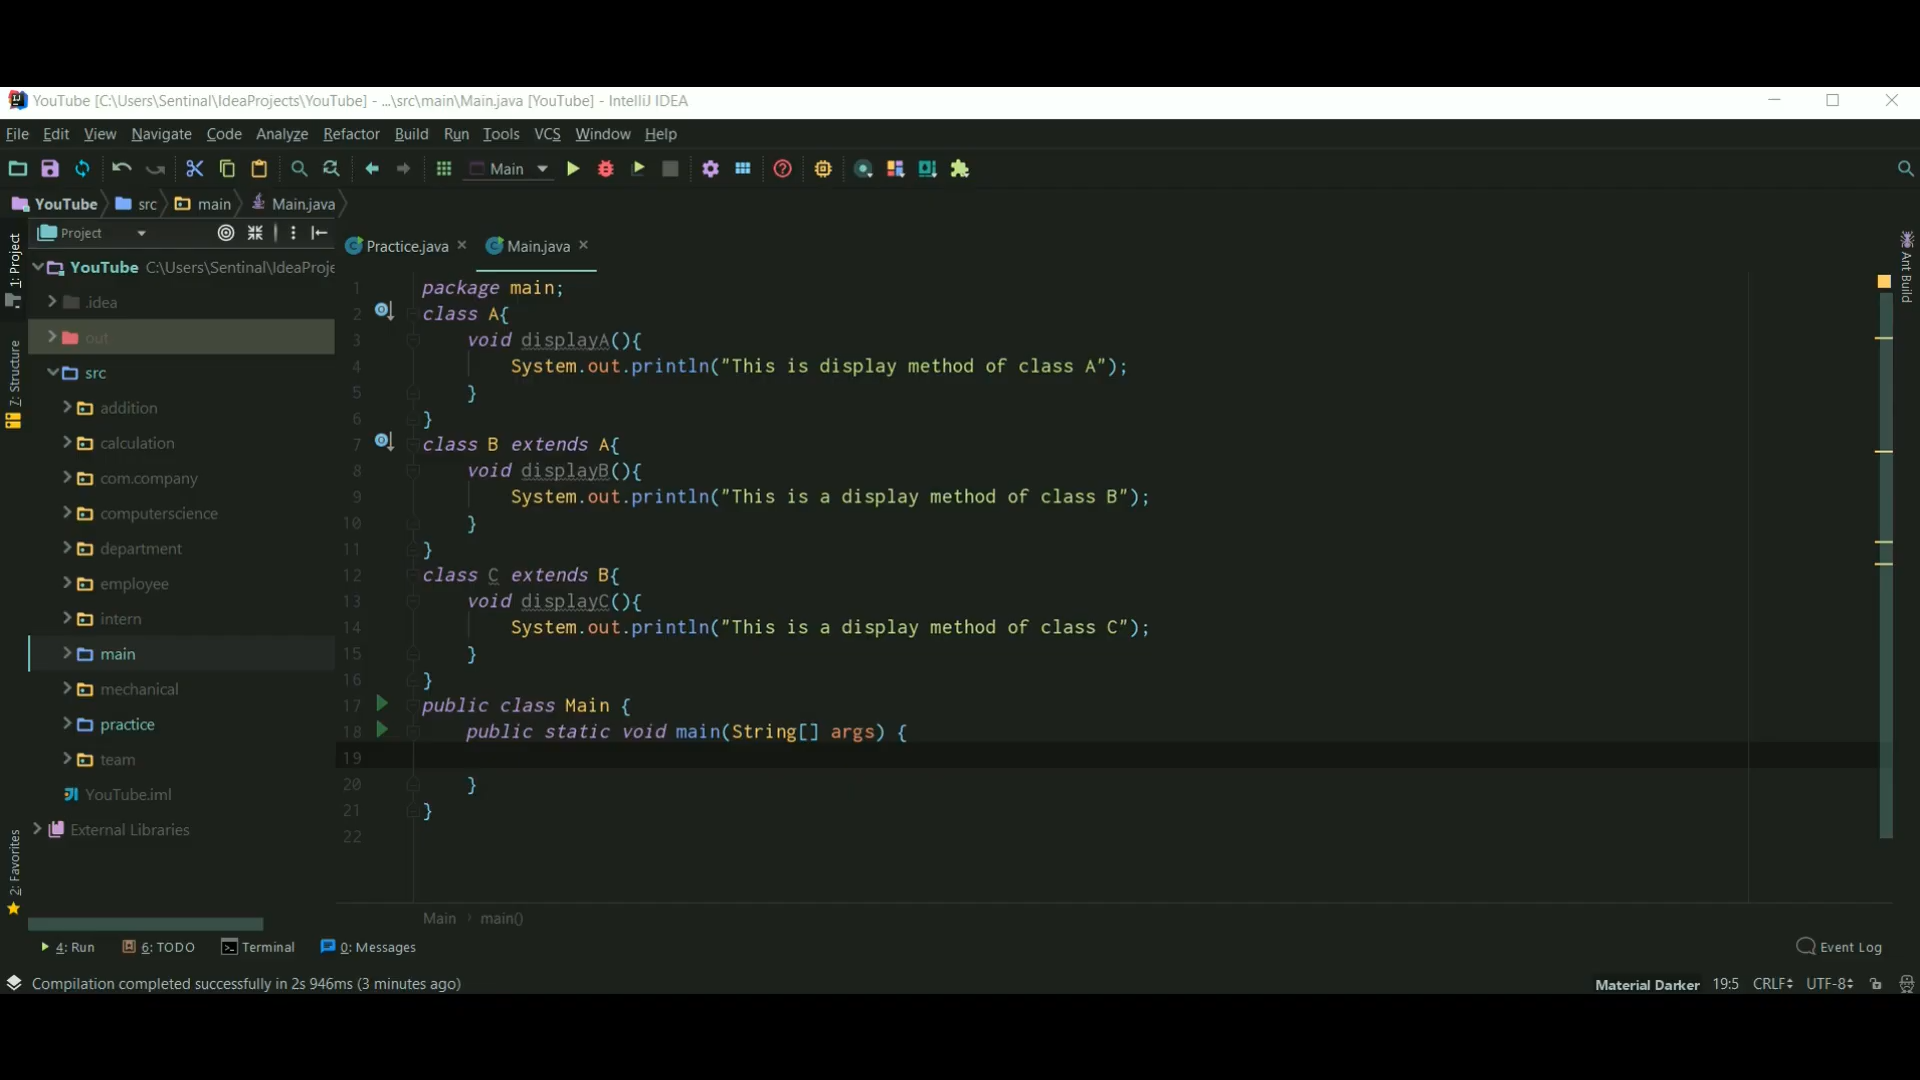 YouTube [C:\Users\Sentinal\IdeaProjects\YouTube] - ...\src\main\Main.java [YouTube] - IntelliJ IDEA
File Edit View Navigate Code Analyze Refactor Build Run Tools VCS Window Help
Main
YouTube src main Main.java
Project
Practice.java Main.java
1: Project
7: Structure
2: Favorites
YouTube C:\Users\Sentinal\IdeaProje
.idea
out
src
addition
calculation
com.company
computerscience
department
employee
intern
main
mechanical
practice
team
YouTube.iml
External Libraries
1 package main;
2 class A{
3 void displayA(){
4 System.out.println("This is display method of class A");
5 }
6 }
7 class B extends A{
8 void displayB(){
9 System.out.println("This is a display method of class B");
10 }
11 }
12 class C extends B{
13 void displayC(){
14 System.out.println("This is a display method of class C");
15 }
16 }
17 public class Main {
18 public static void main(String[] args) {
19
20 }
21 }
22
Ant Build
Main › main()
4: Run 6: TODO Terminal 0: Messages Event Log
Compilation completed successfully in 2s 946ms (3 minutes ago) Material Darker 19:5 CRLF UTF-8